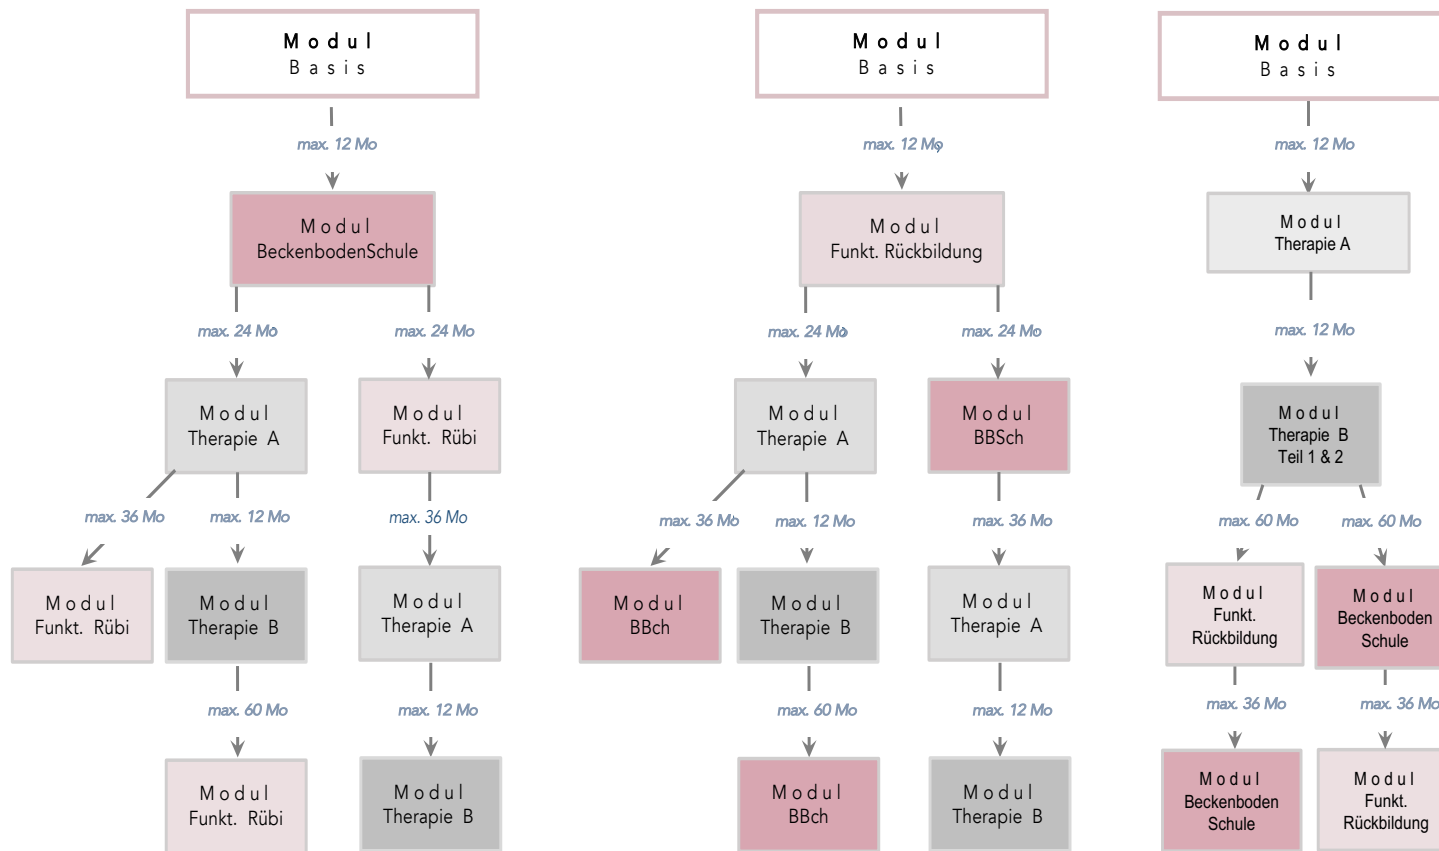 Modul
Basis
max. 12 Mo
Modul
BeckenbodenSchule
max. 24 Mo
max. 24 Mo
Modul
Therapie A
Modul
Funkt. Rübi
max. 36 Mo
max. 12 Mo
max. 36 Mo
Modul
Funkt. Rübi
Modul
Therapie B
Modul
Therapie A
max. 60 Mo
max. 12 Mo
Modul
Funkt. Rübi
Modul
Therapie B
Modul
Basis
max. 12 Mo
Modul
Funkt. Rückbildung
max. 24 Mo
max. 24 Mo
Modul
Therapie A
Modul
BBSch
max. 36 Mo
max. 12 Mo
max. 36 Mo
Modul
BBch
Modul
Therapie B
Modul
Therapie A
max. 60 Mo
max. 12 Mo
Modul
BBch
Modul
Therapie B
Modul
Basis
max. 12 Mo
Modul
Therapie A
max. 12 Mo
Modul
Therapie B
Teil 1 & 2
max. 60 Mo
max. 60 Mo
Modul
Funkt.
Rückbildung
Modul
Beckenboden
Schule
max. 36 Mo
max. 36 Mo
Modul
Beckenboden
Schule
Modul
Funkt.
Rückbildung